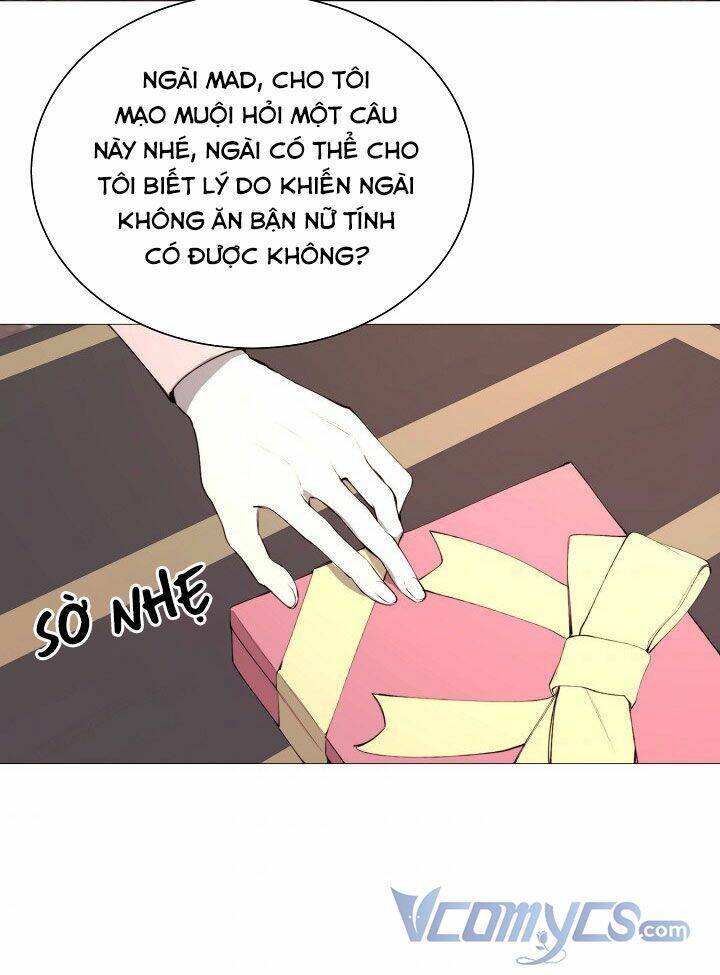 NGÀI MAD, CHO TÔI
MẠO MUỘI HỎI MỘT CÂU
NÀY NHÉ, NGÀI CÓ THỂ CHO
TÔI BIẾT LÝ DO KHIẾN NGÀI
KHÔNG ĂN BẬN NỮ TÍNH
CÓ ĐƯỢC KHÔNG?
SỜ NHẸ
VCOMYCS.com